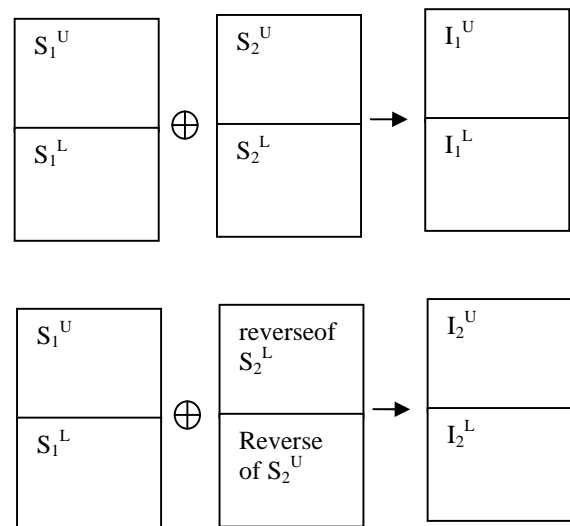 S₁ᵁ S₂ᵁ I₁ᵁ
⊕ →
S₁ᴸ S₂ᴸ I₁ᴸ
S₁ᵁ reverseof I₂ᵁ
S₂ᴸ
⊕ →
S₁ᴸ Reverse I₂ᴸ
of S₂ᵁ